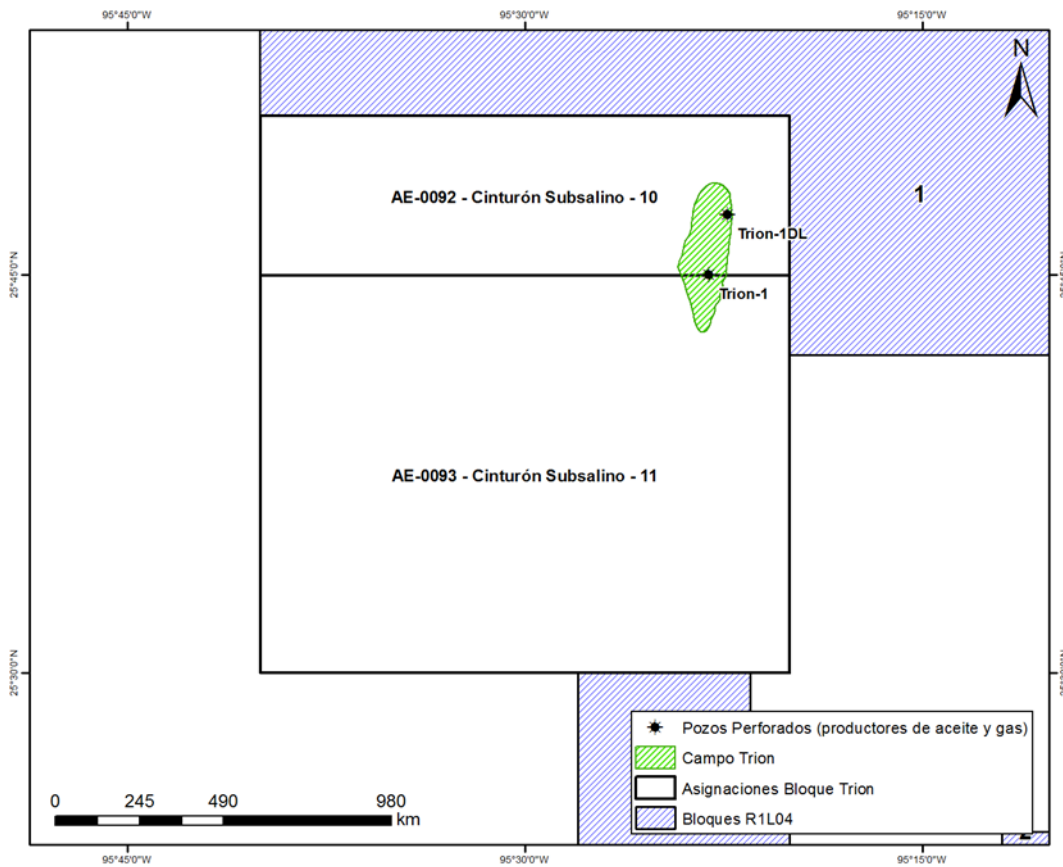 95°45'0"W 95°30'0"W 95°15'0"W
N
AE-0092 - Cinturón Subsalino - 10
1
Trion-1DL
25°45'0"N
Trion-1
AE-0093 - Cinturón Subsalino - 11
25°30'0"N
Pozos Perforados (productores de aceite y gas)
Campo Trion
Asignaciones Bloque Trion
Bloques R1L04
0 245 490 980
km
95°45'0"W 95°30'0"W 95°15'0"W